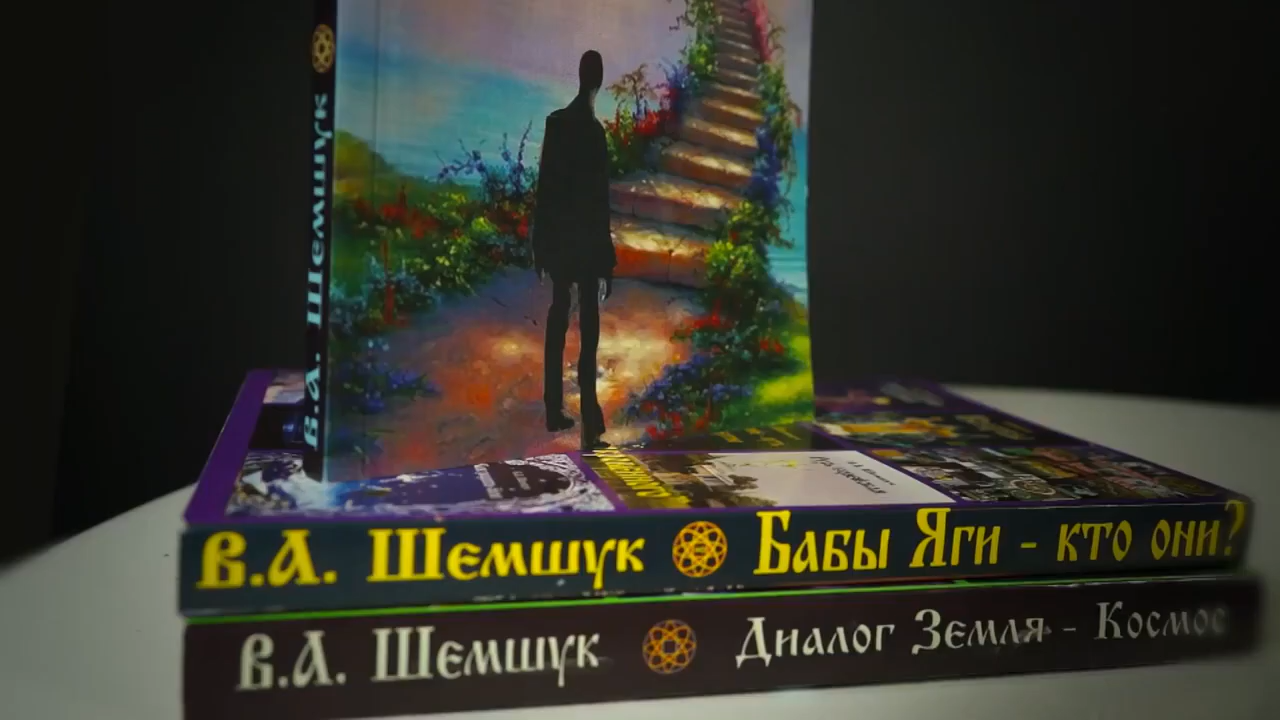 В.А. Шемшук
В.А. Шемшук Бабы Яги - кто они?
В.А. Шемшук Диалог Земля - Космос